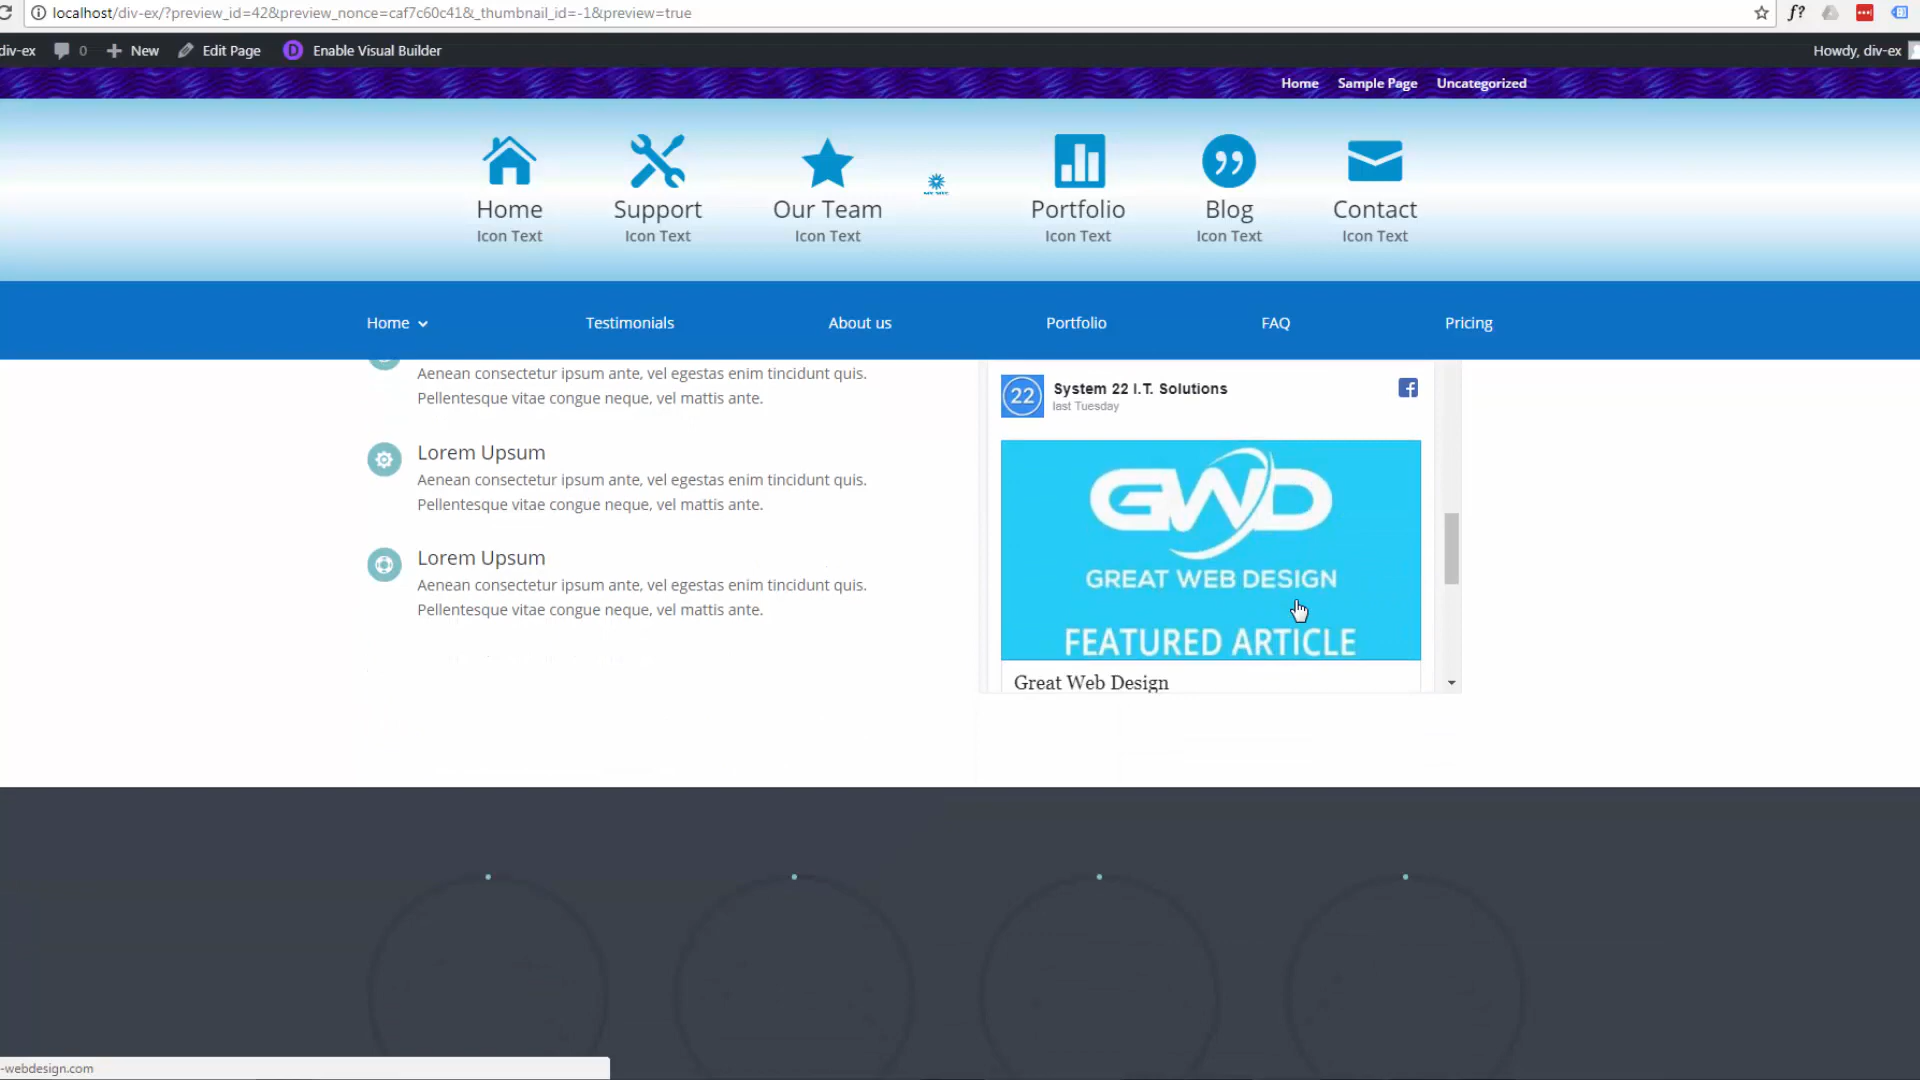 localhost/div-ex/?preview_id=42&preview_nonce=caf7c60c41&_thumbnail_id=-1&preview=true
f?
div-ex 0 New Edit Page D Enable Visual Builder Howdy, div-ex
Home Sample Page Uncategorized
Home Support Our Team Portfolio Blog Contact
Icon Text Icon Text Icon Text Icon Text Icon Text Icon Text
Home Testimonials About us Portfolio FAQ Pricing
Aenean consectetur ipsum ante, vel egestas enim tincidunt quis.
Pellentesque vitae congue neque, vel mattis ante.
Lorem Upsum
Aenean consectetur ipsum ante, vel egestas enim tincidunt quis.
Pellentesque vitae congue neque, vel mattis ante.
Lorem Upsum
Aenean consectetur ipsum ante, vel egestas enim tincidunt quis.
Pellentesque vitae congue neque, vel mattis ante.
22
System 22 I.T. Solutions
last Tuesday
GWD
GREAT WEB DESIGN
FEATURED ARTICLE
Great Web Design
-webdesign.com